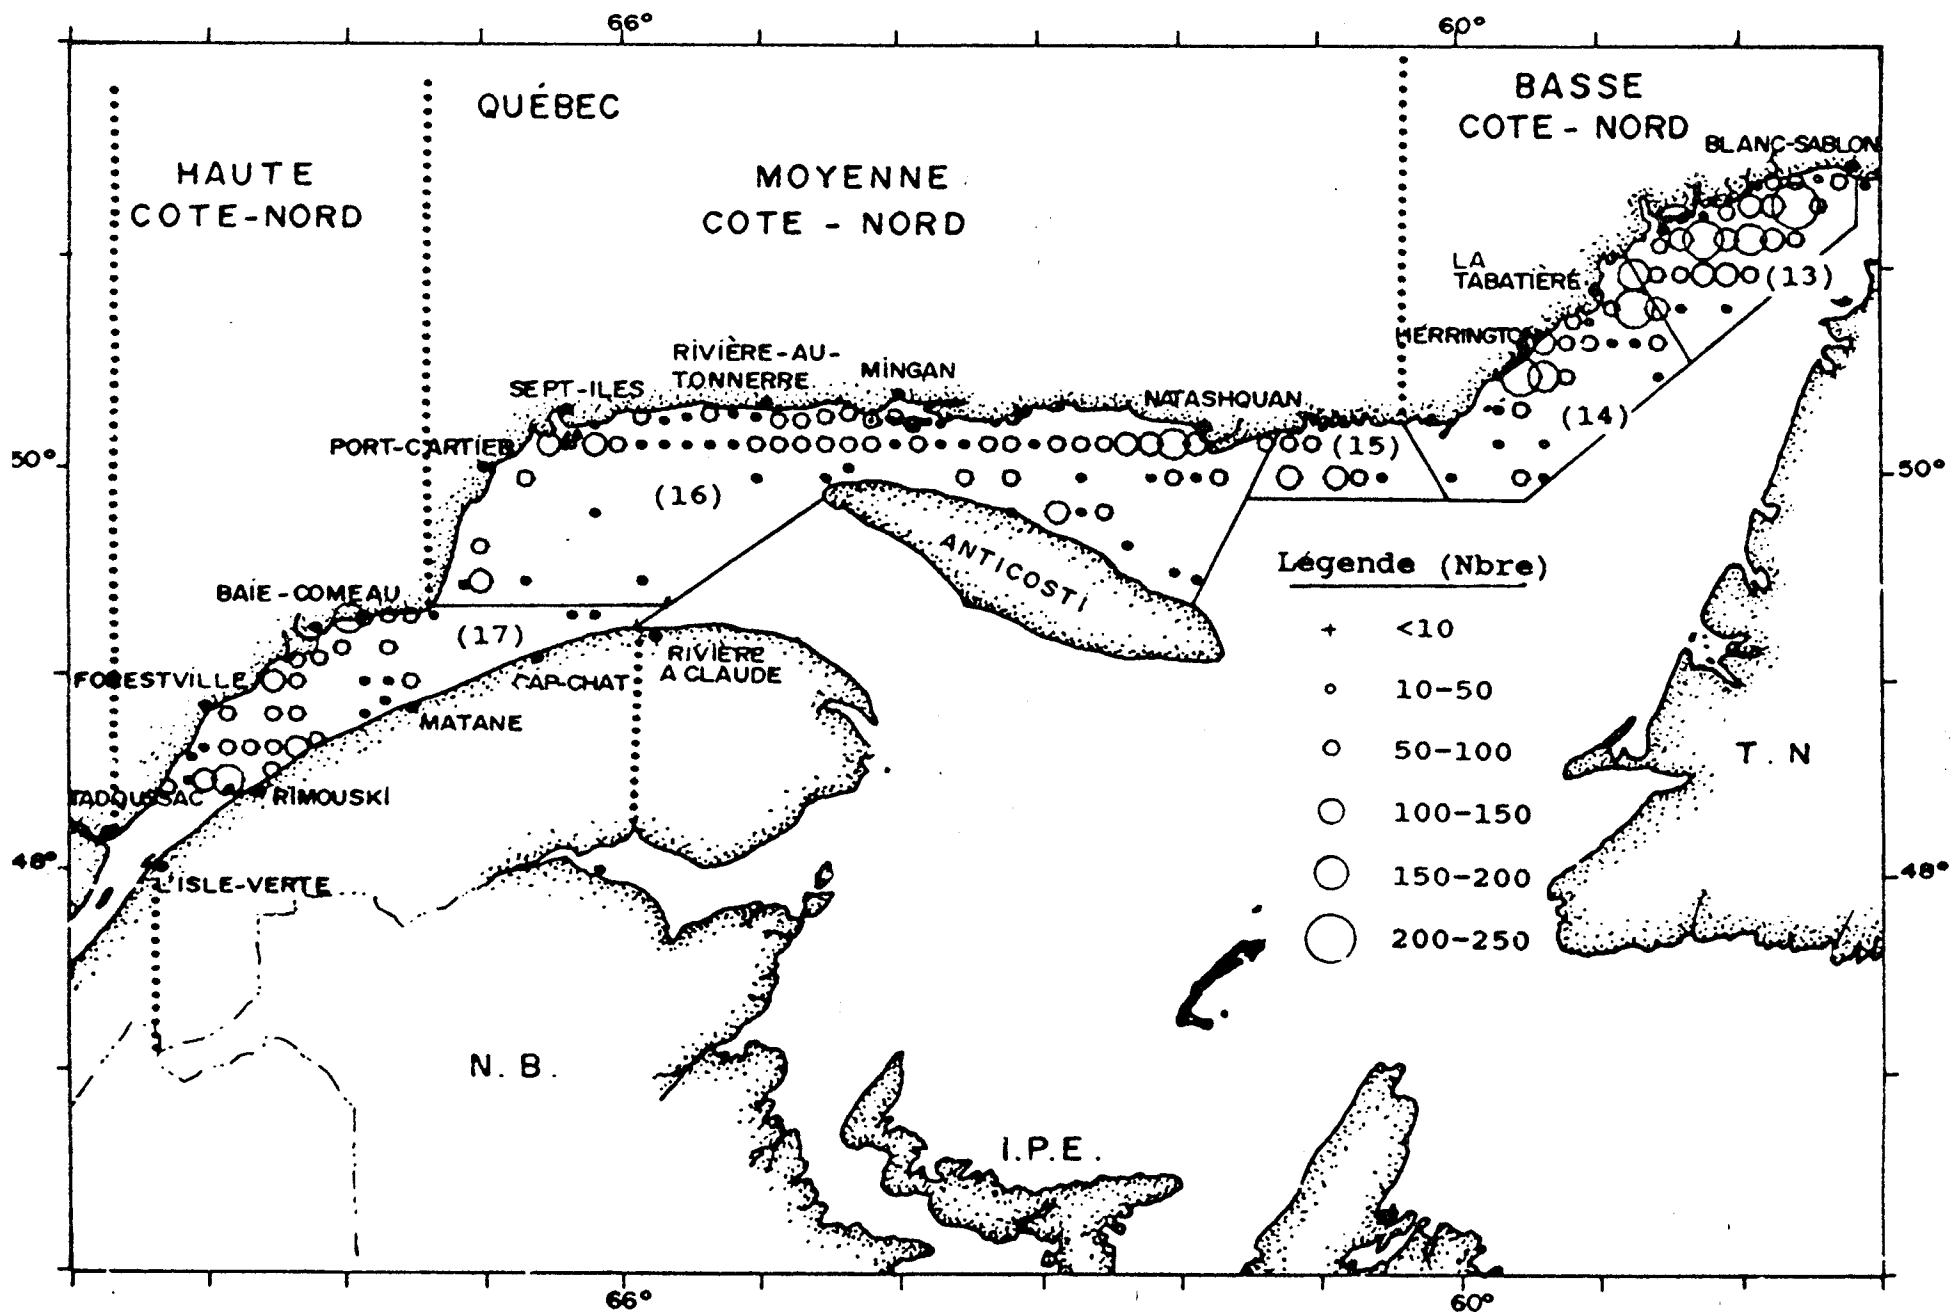 66°
60°
QUÉBEC
BASSE
COTE - NORD
BLANC-SABLON
HAUTE
COTE-NORD
MOYENNE
COTE - NORD
LA
TABATIÈRE
(13)
HERRINGTON
RIVIÈRE-AU-
TONNERRE
MINGAN
SEPT-ILES
NATASHQUAN
(14)
PORT-CARTIER
(15)
50°
50°
(16)
ANTICOSTI
Légende (Nbre)
BAIE-COMEAU
(17)
+ <10
RIVIÈRE
A CLAUDE
CAP-CHAT
FORESTVILLE
10-50
MATANE
50-100
T.N
TADOUSSAC
RIMOUSKI
100-150
48°
48°
L'ISLE-VERTE
150-200
200-250
N.B.
I.P.E.
66°
60°